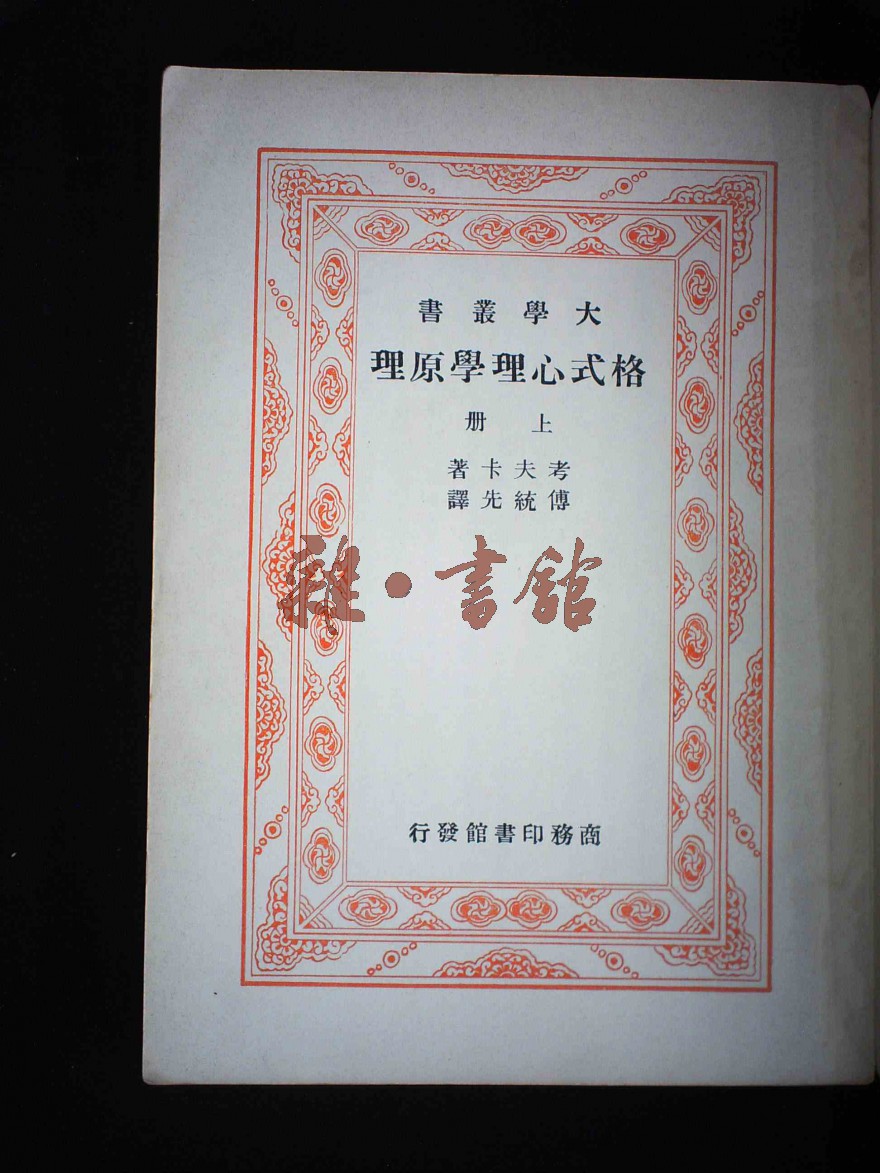 大學叢書
格式心理學原理
上册
考夫卡著
傅統先譯
雜·書館
商務印書館發行